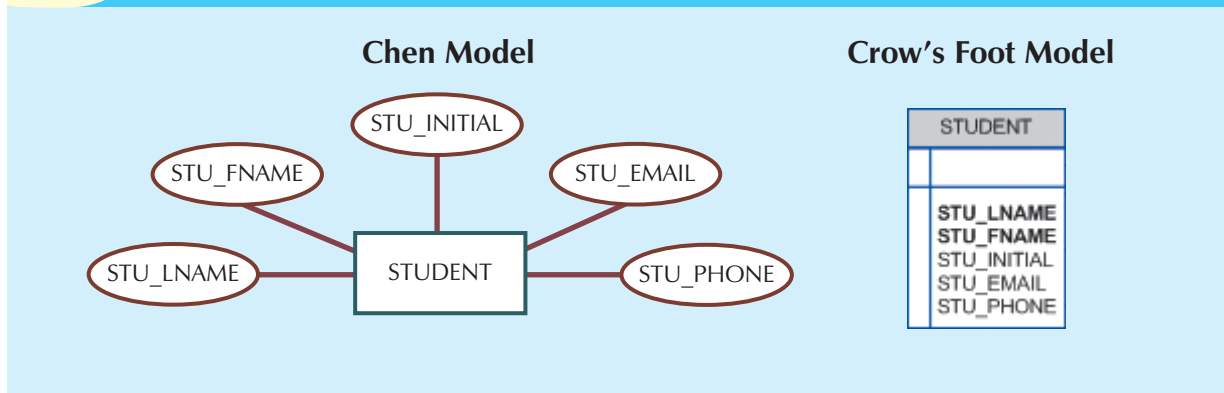 Chen Model
STU_INITIAL
STU_FNAME
STU_EMAIL
STU_LNAME
STUDENT
STU_PHONE
Crow's Foot Model
STUDENT
STU_LNAME
STU_FNAME
STU_INITIAL
STU_EMAIL
STU_PHONE